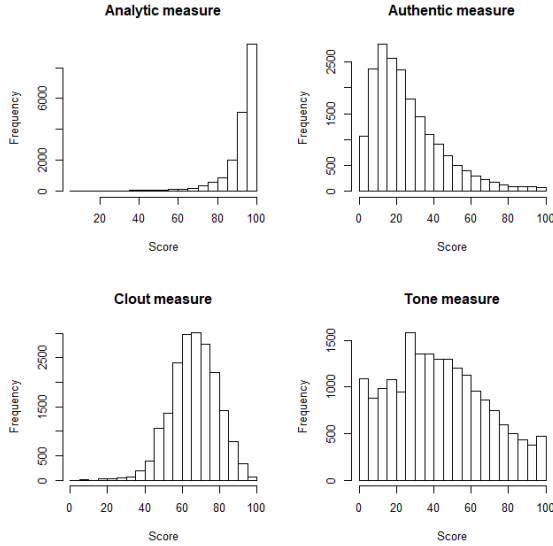 Analytic measure
Frequency
6000
2000
0
20 40 60 80 100
Score
Authentic measure
Frequency
2500
1500
500
0
0 20 40 60 80 100
Score
Clout measure
Frequency
2500
1500
500
0
0 20 40 60 80 100
Score
Tone measure
Frequency
1500
1000
500
0
0 20 40 60 80 100
Score